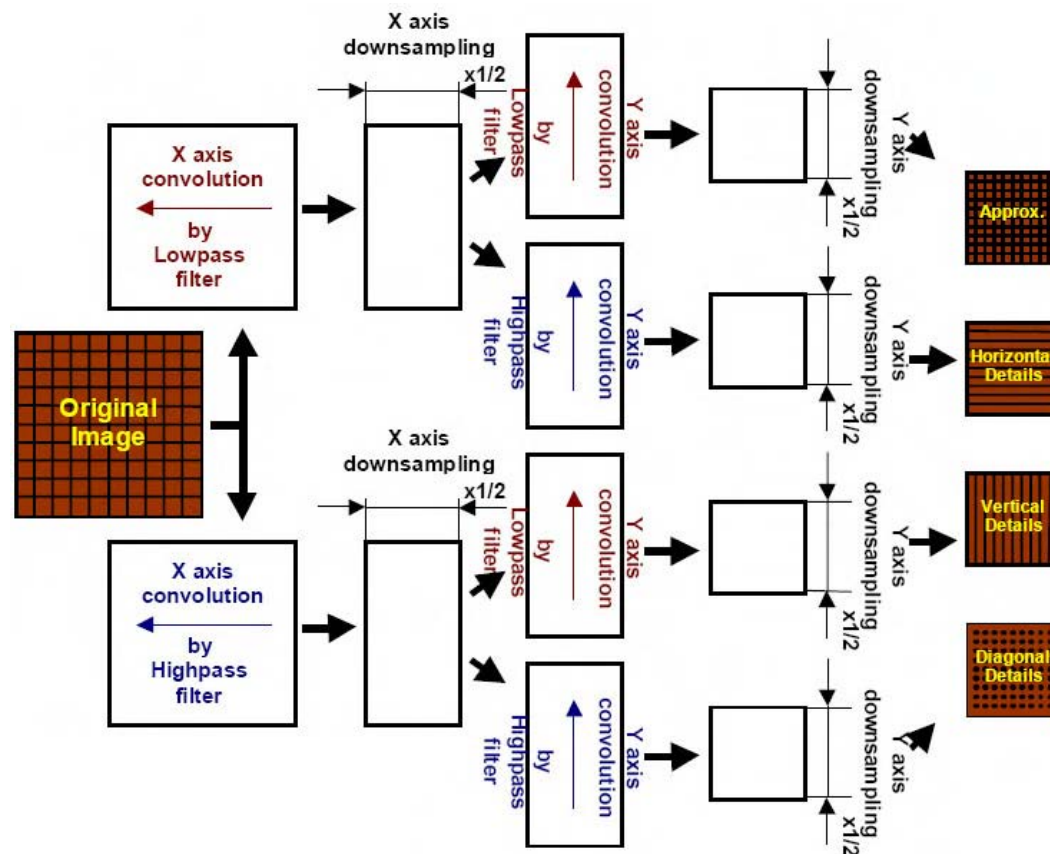 X axis
downsampling
x1/2
X axis
convolution
by
Lowpass
filter
Y axis
convolution
by
Lowpass
filter
Y axis
downsampling
x1/2
Approx.
Y axis
convolution
by
Highpass
filter
Y axis
downsampling
x1/2
Horizontal
Details
Original
Image
X axis
downsampling
x1/2
X axis
convolution
by
Highpass
filter
Y axis
convolution
by
Lowpass
filter
Y axis
downsampling
x1/2
Vertical
Details
Y axis
convolution
by
Highpass
filter
Y axis
downsampling
x1/2
Diagonal
Details